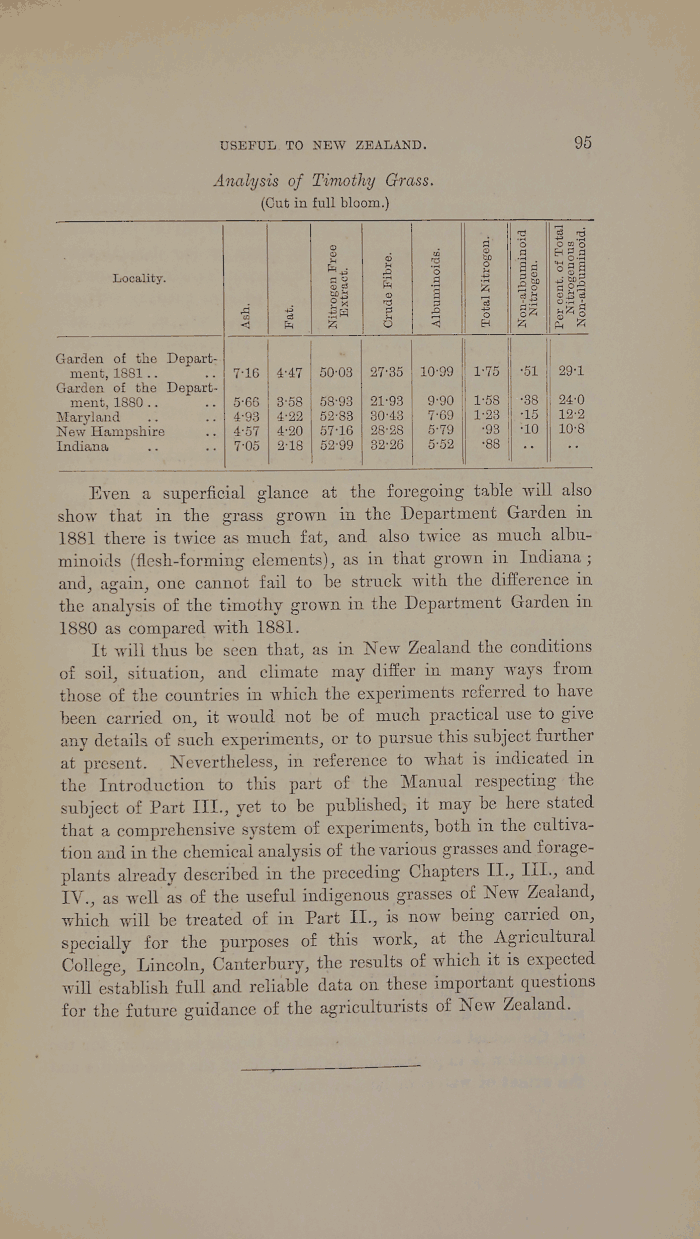 USEFUL TO NEW ZEALAND. 95
Analysis of Timothy Grass.
(Cut in full bloom.)
Locality. Ash. Fat. Nitrogen Free Extract. Crude Fibre. Albuminoids. Total Nitrogen. Non-albuminoid Nitrogen. Per cent. of Total Nitrogenous Non-albuminoid.
Garden of the Depart-
ment, 1881 .. .. 7·16 4·47 50·03 27·35 10·99 1·75 ·51 29·1
Garden of the Depart-
ment, 1880 .. .. 5·66 3·58 58·93 21·93 9·90 1·58 ·38 24·0
Maryland .. .. 4·93 4·22 52·83 30·43 7·69 1·23 ·15 12·2
New Hampshire .. 4·57 4·20 57·16 28·28 5·79 ·93 ·10 10·8
Indiana .. .. 7·05 2·18 52·99 32·26 5·52 ·88 .. ..
Even a superficial glance at the foregoing table will also
show that in the grass grown in the Department Garden in
1881 there is twice as much fat, and also twice as much albu-
minoids (flesh-forming elements), as in that grown in Indiana ;
and, again, one cannot fail to be struck with the difference in
the analysis of the timothy grown in the Department Garden in
1880 as compared with 1881.
It will thus be seen that, as in New Zealand the conditions
of soil, situation, and climate may differ in many ways from
those of the countries in which the experiments referred to have
been carried on, it would not be of much practical use to give
any details of such experiments, or to pursue this subject further
at present. Nevertheless, in reference to what is indicated in
the Introduction to this part of the Manual respecting the
subject of Part III., yet to be published, it may be here stated
that a comprehensive system of experiments, both in the cultiva-
tion and in the chemical analysis of the various grasses and forage-
plants already described in the preceding Chapters II., III., and
IV., as well as of the useful indigenous grasses of New Zealand,
which will be treated of in Part II., is now being carried on,
specially for the purposes of this work, at the Agricultural
College, Lincoln, Canterbury, the results of which it is expected
will establish full and reliable data on these important questions
for the future guidance of the agriculturists of New Zealand.